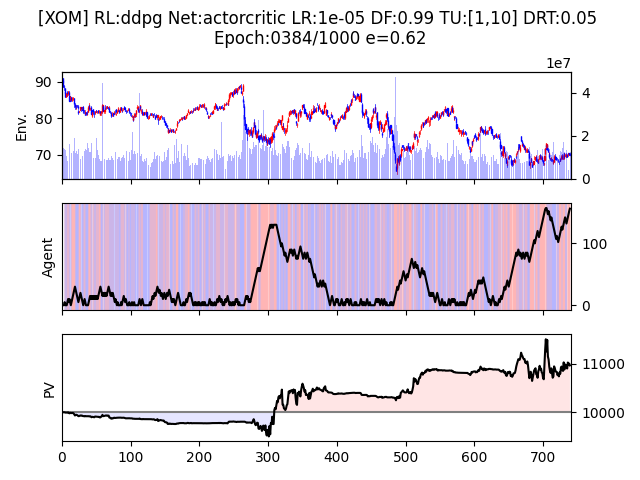 [XOM] RL:ddpg Net:actorcritic LR:1e-05 DF:0.99 TU:[1,10] DRT:0.05
Epoch:0384/1000 e=0.62
1e7
Env.
90
80
70
4
2
0
Agent
100
0
PV
11000
10000
0 100 200 300 400 500 600 700